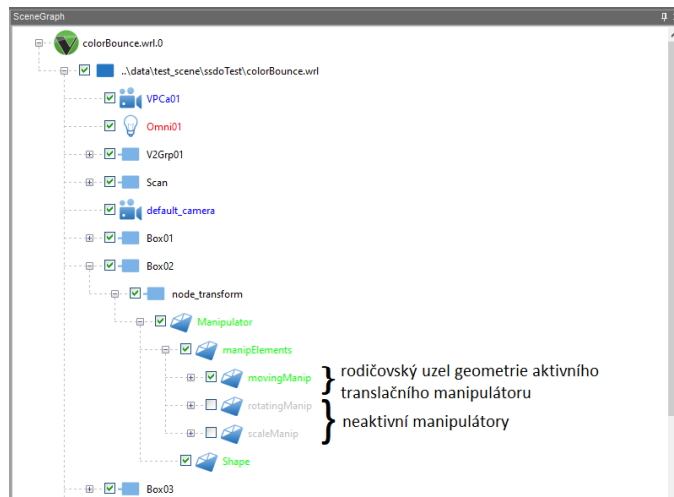 SceneGraph
colorBounce.wrl.0
..\data\test_scene\ssdoTest\colorBounce.wrl
VPCa01
Omni01
V2Grp01
Scan
default_camera
Box01
Box02
node_transform
Manipulator
manipElements
movingManip
rodičovský uzel geometrie aktivního
translačního manipulátoru
rotatingManip
neaktivní manipulátory
scaleManip
Shape
Box03